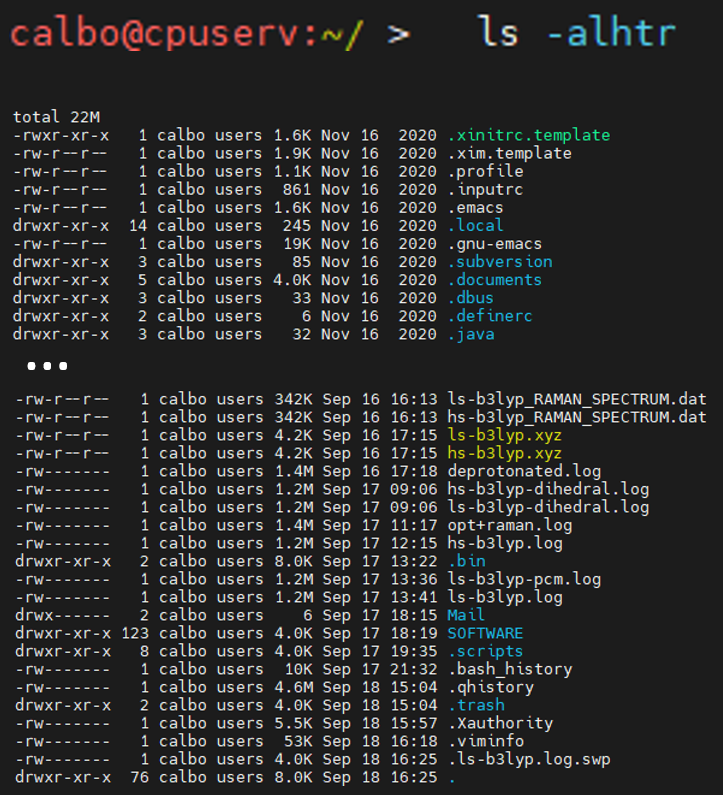 calbo@cpuserv:~/ > ls -alhtr
total 22M
-rwxr-xr-x 1 calbo users 1.6K Nov 16 2020 .xinitrc.template
-rw-r--r-- 1 calbo users 1.9K Nov 16 2020 .xim.template
-rw-r--r-- 1 calbo users 1.1K Nov 16 2020 .profile
-rw-r--r-- 1 calbo users 861 Nov 16 2020 .inputrc
-rw-r--r-- 1 calbo users 1.6K Nov 16 2020 .emacs
drwxr-xr-x 14 calbo users 245 Nov 16 2020 .local
-rw-r--r-- 1 calbo users 19K Nov 16 2020 .gnu-emacs
drwxr-xr-x 3 calbo users 85 Nov 16 2020 .subversion
drwxr-xr-x 5 calbo users 4.0K Nov 16 2020 .documents
drwxr-xr-x 3 calbo users 33 Nov 16 2020 .dbus
drwxr-xr-x 2 calbo users 6 Nov 16 2020 .definerc
drwxr-xr-x 3 calbo users 32 Nov 16 2020 .java
...
-rw-r--r-- 1 calbo users 342K Sep 16 16:13 ls-b3lyp_RAMAN_SPECTRUM.dat
-rw-r--r-- 1 calbo users 342K Sep 16 16:13 hs-b3lyp_RAMAN_SPECTRUM.dat
-rw-r--r-- 1 calbo users 4.2K Sep 16 17:15 ls-b3lyp.xyz
-rw-r--r-- 1 calbo users 4.2K Sep 16 17:15 hs-b3lyp.xyz
-rw------- 1 calbo users 1.4M Sep 16 17:18 deprotonated.log
-rw------- 1 calbo users 1.2M Sep 17 09:06 hs-b3lyp-dihedral.log
-rw------- 1 calbo users 1.2M Sep 17 09:06 ls-b3lyp-dihedral.log
-rw------- 1 calbo users 1.4M Sep 17 11:17 opt+raman.log
-rw------- 1 calbo users 1.2M Sep 17 12:15 hs-b3lyp.log
drwxr-xr-x 2 calbo users 8.0K Sep 17 13:22 .bin
-rw------- 1 calbo users 1.2M Sep 17 13:36 ls-b3lyp-pcm.log
-rw------- 1 calbo users 1.2M Sep 17 13:41 ls-b3lyp.log
drwx------ 2 calbo users 6 Sep 17 18:15 Mail
drwxr-xr-x 123 calbo users 4.0K Sep 17 18:19 SOFTWARE
drwxr-xr-x 8 calbo users 4.0K Sep 17 19:35 .scripts
-rw------- 1 calbo users 10K Sep 17 21:32 .bash_history
-rw------- 1 calbo users 4.6M Sep 18 15:04 .qhistory
drwxr-xr-x 2 calbo users 4.0K Sep 18 15:04 .trash
-rw------- 1 calbo users 5.5K Sep 18 15:57 .Xauthority
-rw------- 1 calbo users 53K Sep 18 16:18 .viminfo
-rw------- 1 calbo users 4.0K Sep 18 16:25 .ls-b3lyp.log.swp
drwxr-xr-x 76 calbo users 8.0K Sep 18 16:25 .